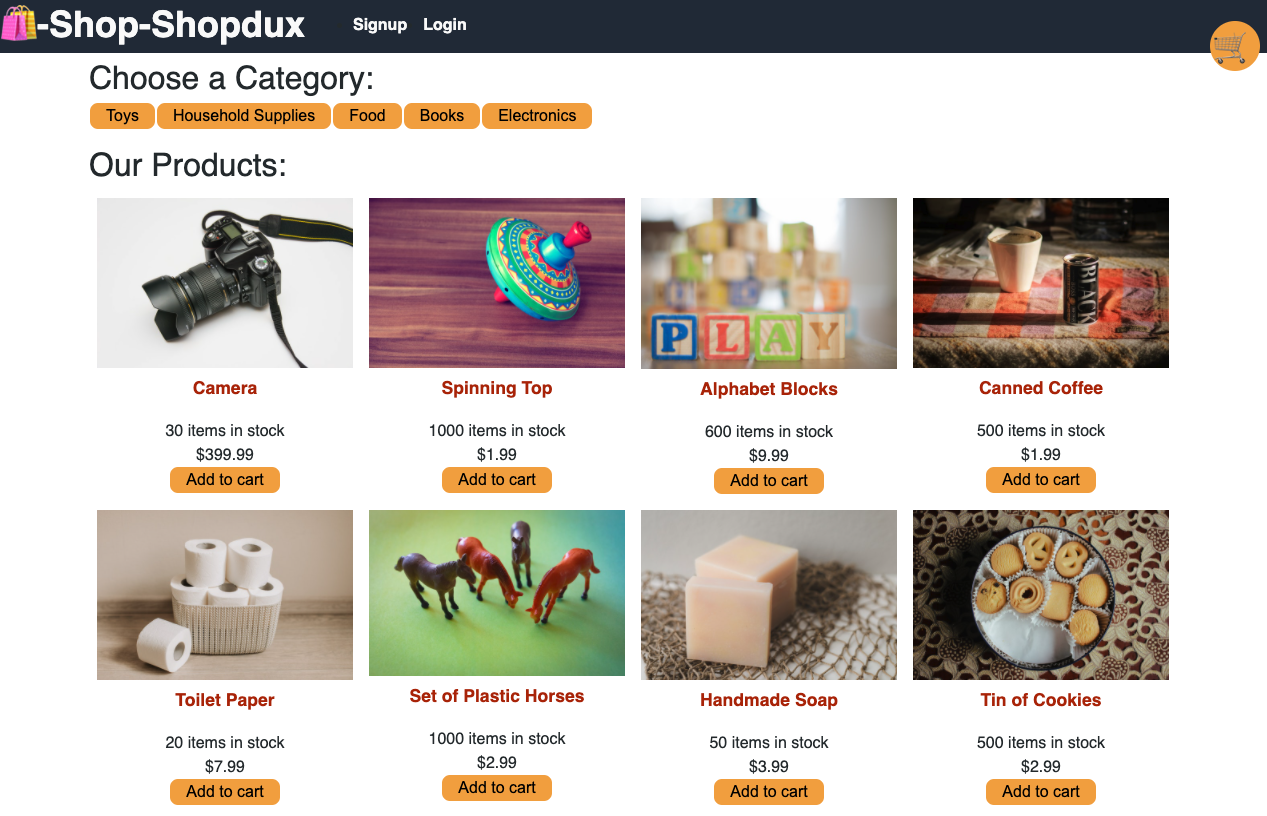 -Shop-Shopdux
Signup Login
Choose a Category:
Toys Household Supplies Food Books Electronics
Our Products:
PLAY
BLACK
Camera Spinning Top Alphabet Blocks Canned Coffee
30 items in stock 1000 items in stock 600 items in stock 500 items in stock
$399.99 $1.99 $9.99 $1.99
Add to cart Add to cart Add to cart Add to cart
Toilet Paper Set of Plastic Horses Handmade Soap Tin of Cookies
20 items in stock 1000 items in stock 50 items in stock 500 items in stock
$7.99 $2.99 $3.99 $2.99
Add to cart Add to cart Add to cart Add to cart